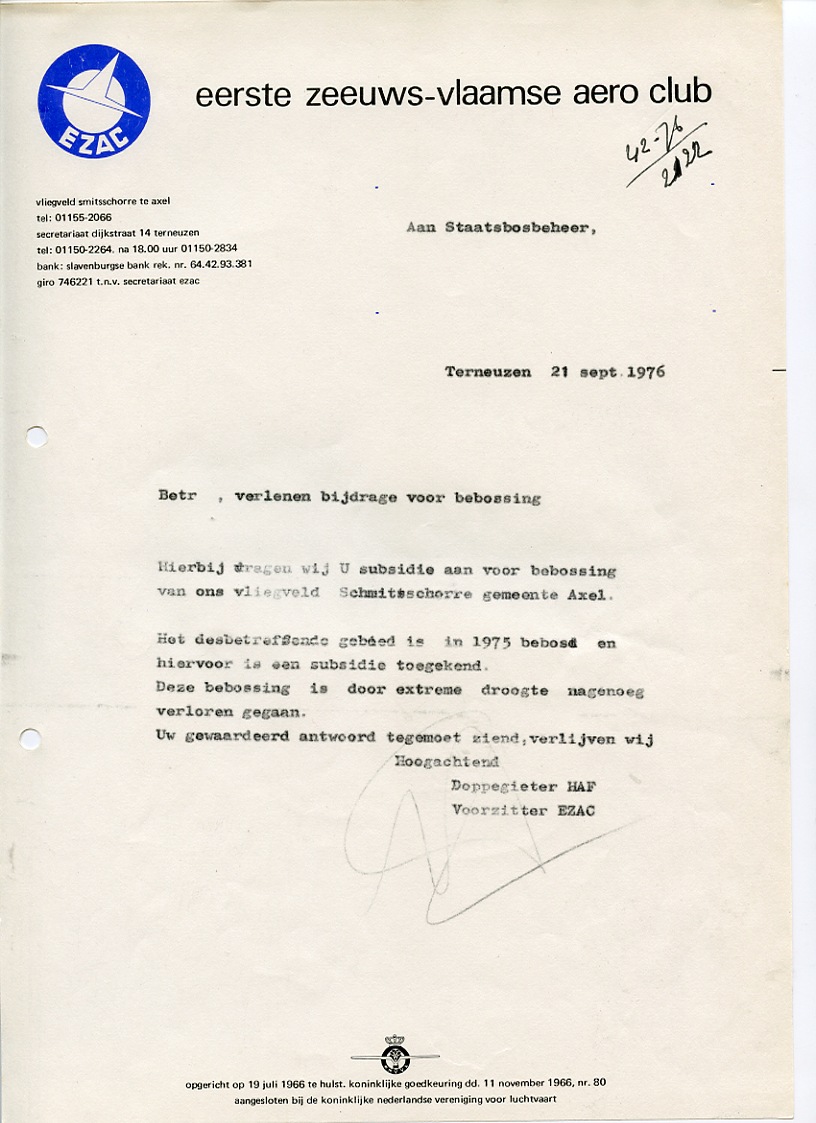 EZAC
eerste zeeuws-vlaamse aero club
42-76
2122
vliegveld smitsschorre te axel
tel: 01155-2066
secretariaat dijkstraat 14 terneuzen
tel: 01150-2264. na 18.00 uur 01150-2834
bank: slavenburgse bank rek. nr. 64.42.93.381
giro 746221 t.n.v. secretariaat ezac
Aan Staatsbosbeheer,
Terneuzen 21 sept.1976
Betr , verlenen bijdrage voor bebossing
Hierbij dragen wij U subsidie aan voor bebossing
van ons vliegveld Schmitsschorre gemeente Axel.
Het desbetreffende gebéed is in 1975 bebosd en
hiervoor is een subsidie toegekend.
Deze bebossing is door extreme droogte nagenoeg
verloren gegaan.
Uw gewaardeerd antwoord tegemoet ziend,verlijven wij
Hoogachtend
Doppegieter HAF
Voorzitter EZAC
opgericht op 19 juli 1966 te hulst. koninklijke goedkeuring dd. 11 november 1966, nr. 80
aangesloten bij de koninklijke nederlandse vereniging voor luchtvaart